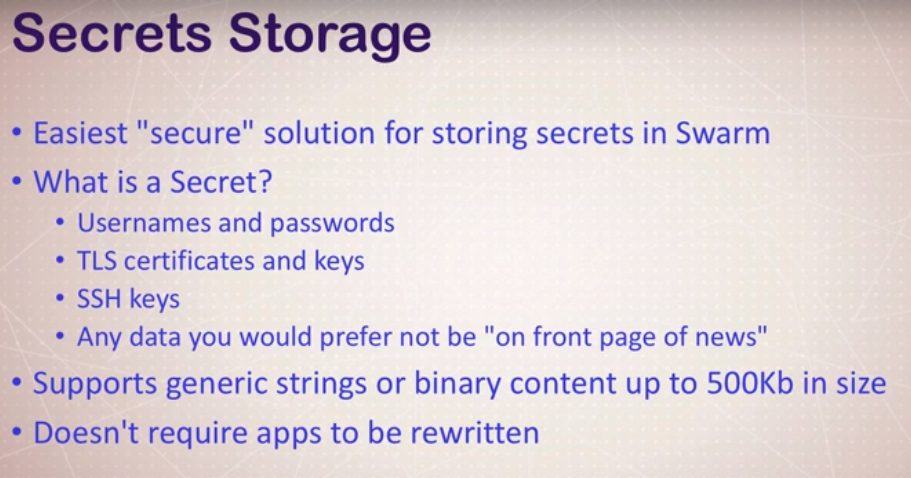 Secrets Storage
• Easiest "secure" solution for storing secrets in Swarm
• What is a Secret?
• Usernames and passwords
• TLS certificates and keys
• SSH keys
• Any data you would prefer not be "on front page of news"
• Supports generic strings or binary content up to 500Kb in size
• Doesn't require apps to be rewritten